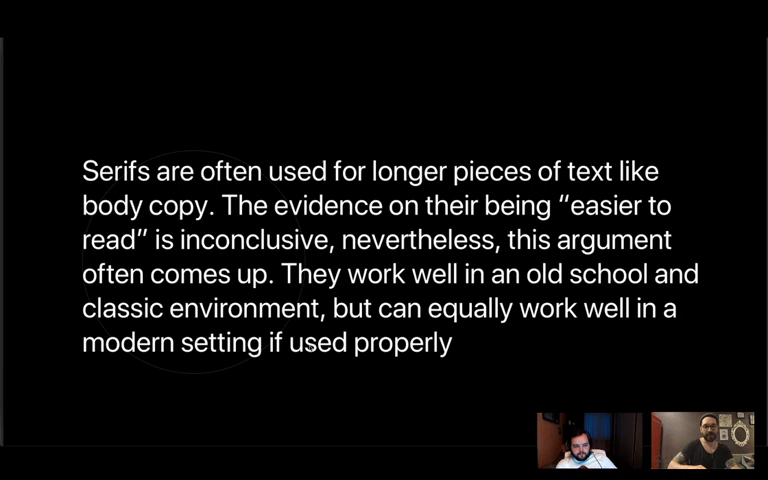 Serifs are often used for longer pieces of text like
body copy. The evidence on their being “easier to
read” is inconclusive, nevertheless, this argument
often comes up. They work well in an old school and
classic environment, but can equally work well in a
modern setting if used properly